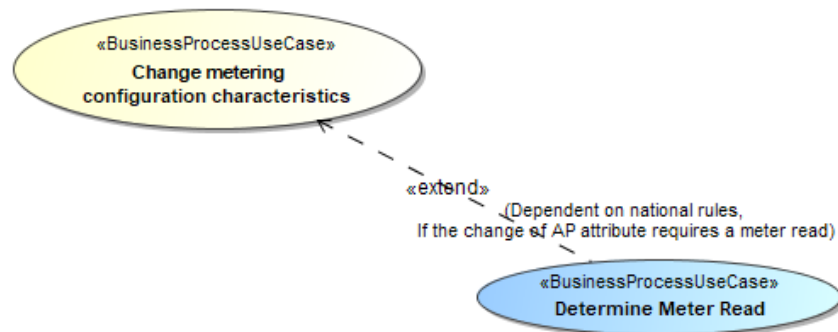 «BusinessProcessUseCase»
Change metering
configuration characteristics
«extend»
(Dependent on national rules,
If the change of AP attribute requires a meter read)
«BusinessProcessUseCase»
Determine Meter Read